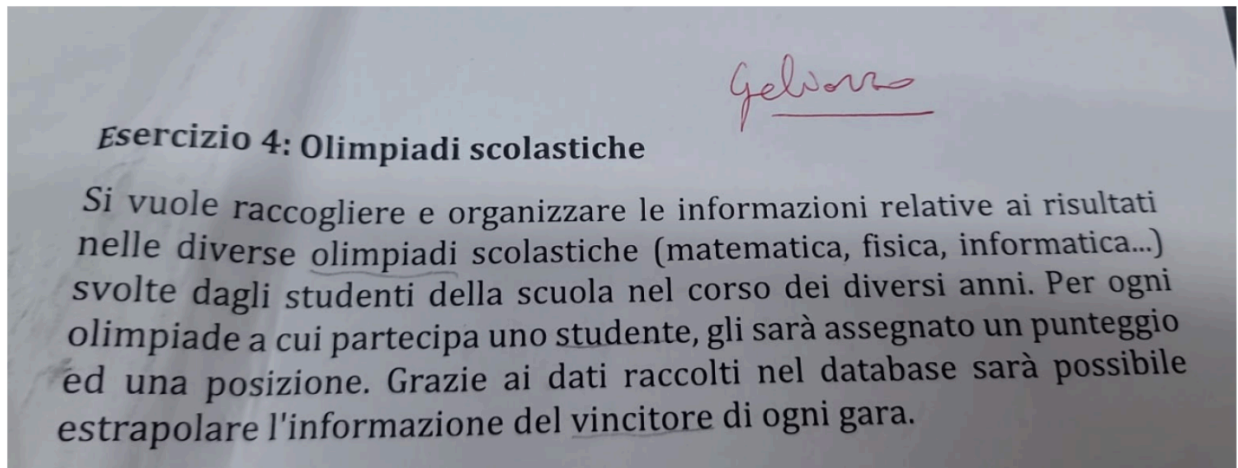 Esercizio 4: Olimpiadi scolastiche
Si vuole raccogliere e organizzare le informazioni relative ai risultati
nelle diverse olimpiadi scolastiche (matematica, fisica, informatica...)
svolte dagli studenti della scuola nel corso dei diversi anni. Per ogni
olimpiade a cui partecipa uno studente, gli sarà assegnato un punteggio
ed una posizione. Grazie ai dati raccolti nel database sarà possibile
estrapolare l'informazione del vincitore di ogni gara.